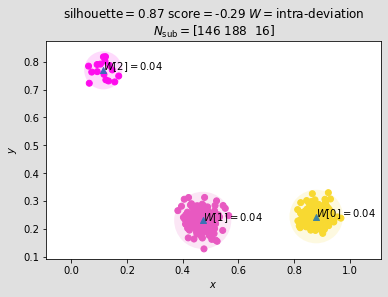 silhouette = 0.87 score = -0.29 W = intra-deviation
N_sub = [146 188  16]
0.8
0.7
0.6
0.5
0.4
0.3
0.2
0.1
y
W[2] = 0.04
W[1] = 0.04
W[0] = 0.04
0.0 0.2 0.4 0.6 0.8 1.0
x